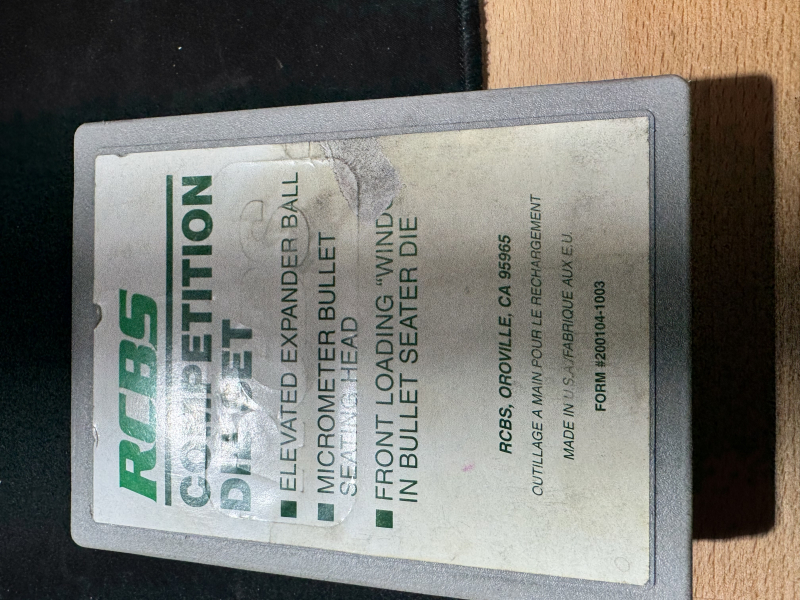 RCBS
COMPETITION
DIE SET
■ ELEVATED EXPANDER BALL
■ MICROMETER BULLET
SEATING HEAD
■ FRONT LOADING "WINDO
IN BULLET SEATER DIE
RCBS, OROVILLE, CA 95965
OUTILLAGE A MAIN POUR LE RECHARGEMENT
MADE IN U.S.A./FABRIQUE AUX E.U.
FORM #200104-1003